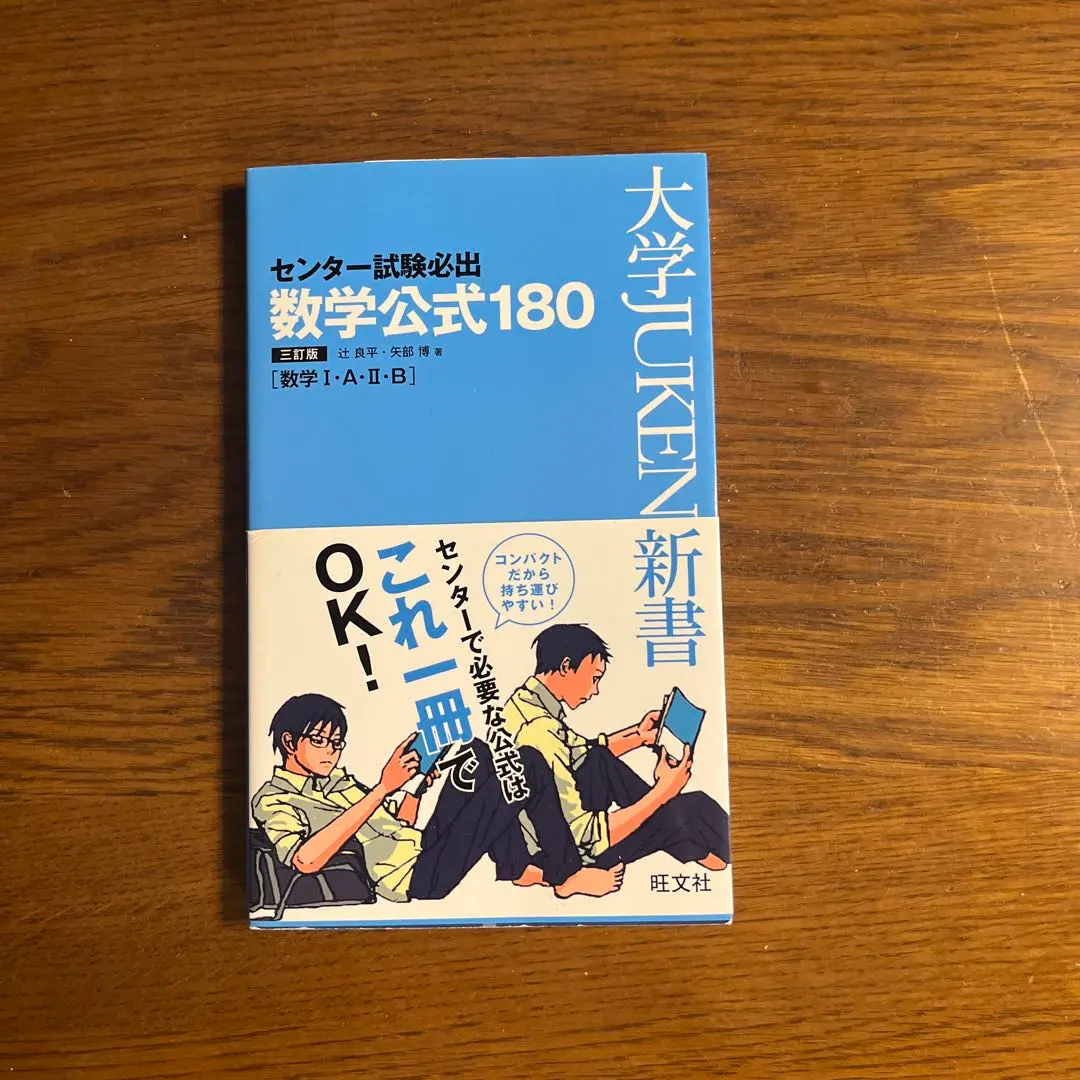 大学JUKEN新書
センター試験必出
数学公式180
三訂版 辻 良平・矢部 博 著
[数学 I・A・II・B]
コンパクト
だから
持ち運び
やすい!
センターで必要な公式は
これ一冊で
OK!
旺文社